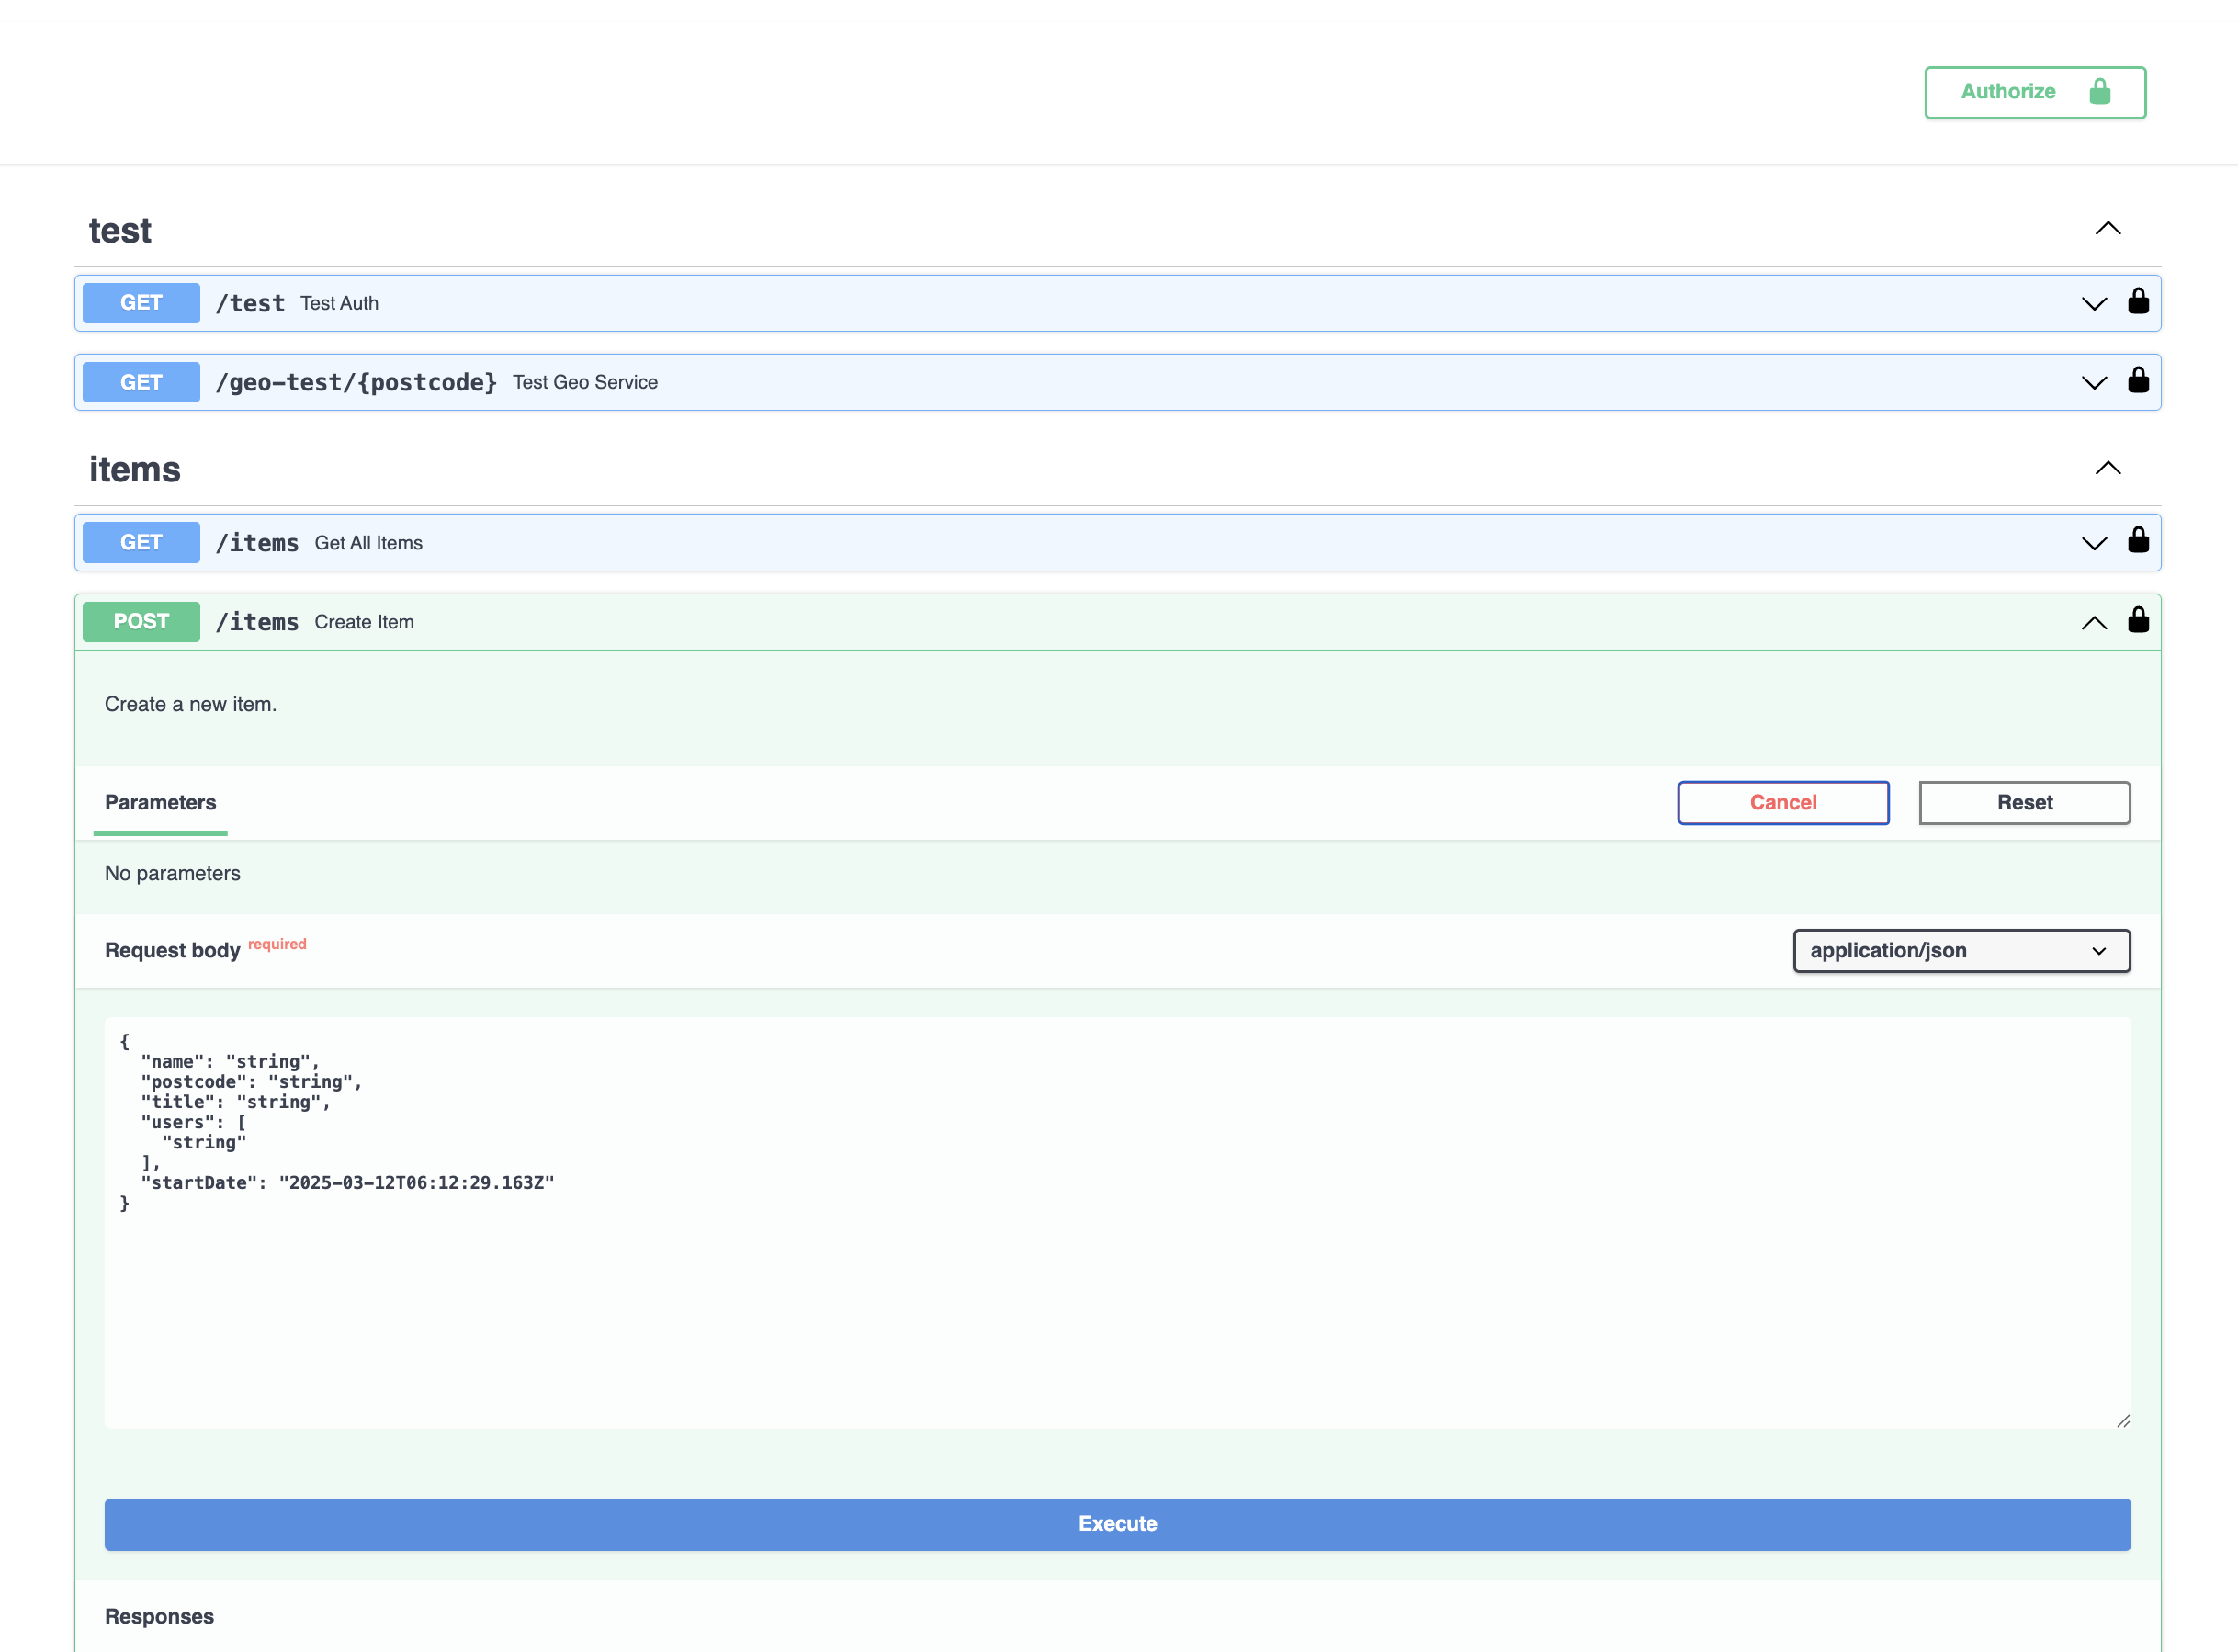 Authorize
test
GET /test Test Auth
GET /geo-test/{postcode} Test Geo Service
items
GET /items Get All Items
POST /items Create Item
Create a new item.
Parameters Cancel Reset
No parameters
Request body required application/json
{
  "name": "string",
  "postcode": "string",
  "title": "string",
  "users": [
    "string"
  ],
  "startDate": "2025-03-12T06:12:29.163Z"
}
Execute
Responses